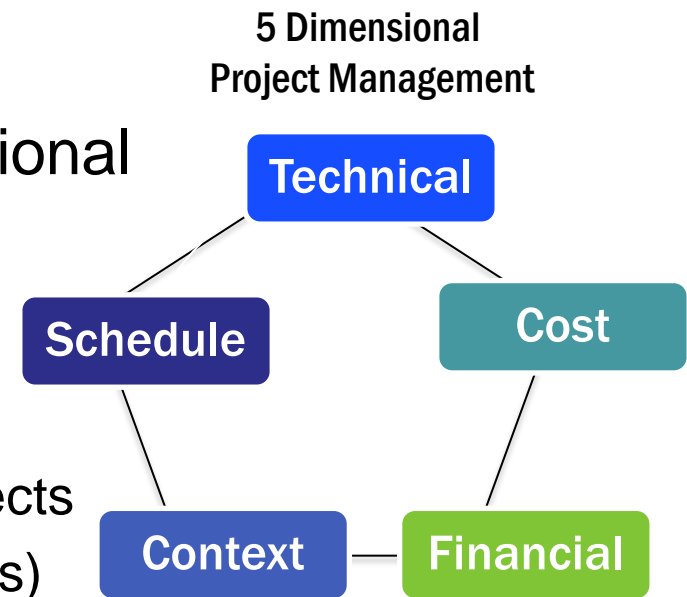 5 Dimensional
Project Management
ional
Technical
Schedule
Cost
ects
Context
Financial
s)